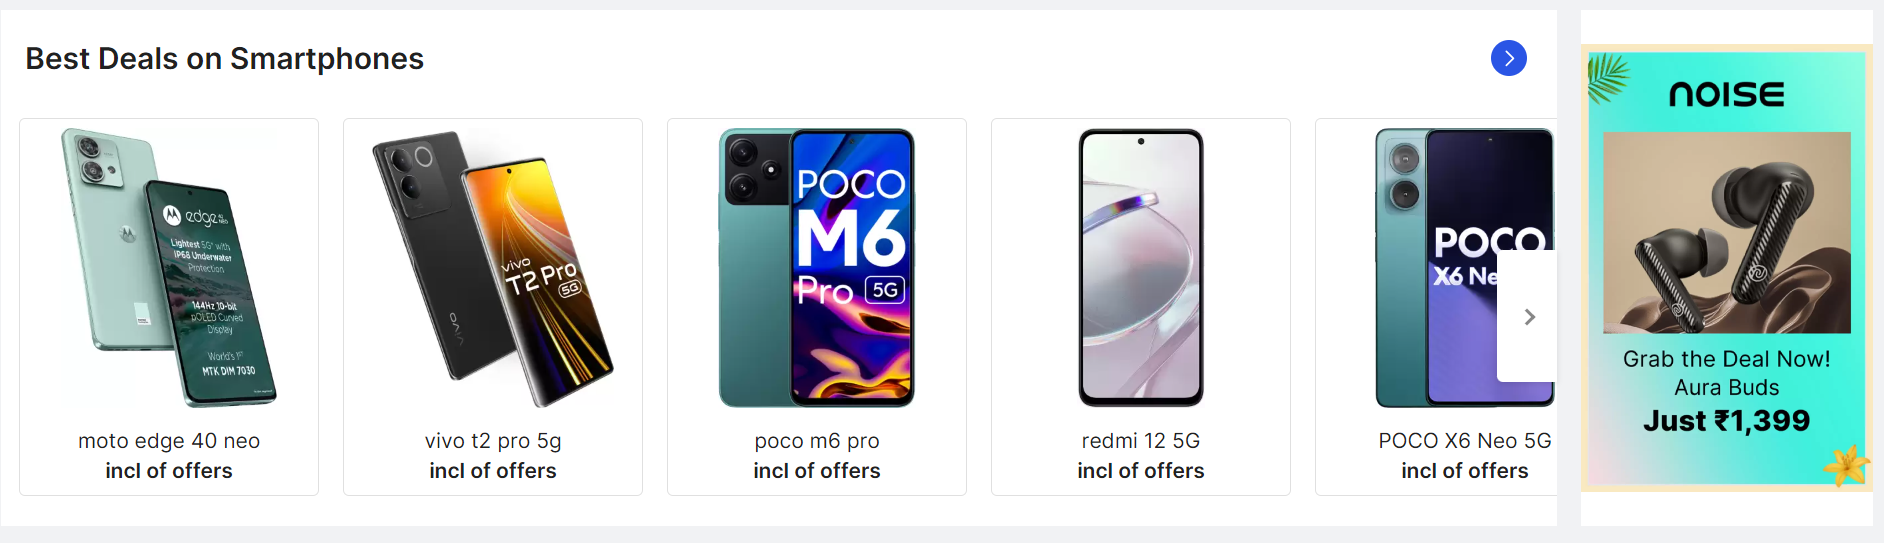 Best Deals on Smartphones
edge 40
NEO
Lightest 5G* with
IP68 Underwater
Protection
144Hz 10-bit
pOLED Curved
Display
World's 1st
MTK DIM 7030
moto edge 40 neo
incl of offers
vivo
vivo
T2 Pro
5G
vivo t2 pro 5g
incl of offers
POCO
M6
Pro 5G
poco m6 pro
incl of offers
redmi 12 5G
incl of offers
POCO
X6 Ne
POCO X6 Neo 5G
incl of offers
NOISE
Grab the Deal Now!
Aura Buds
Just ₹1,399